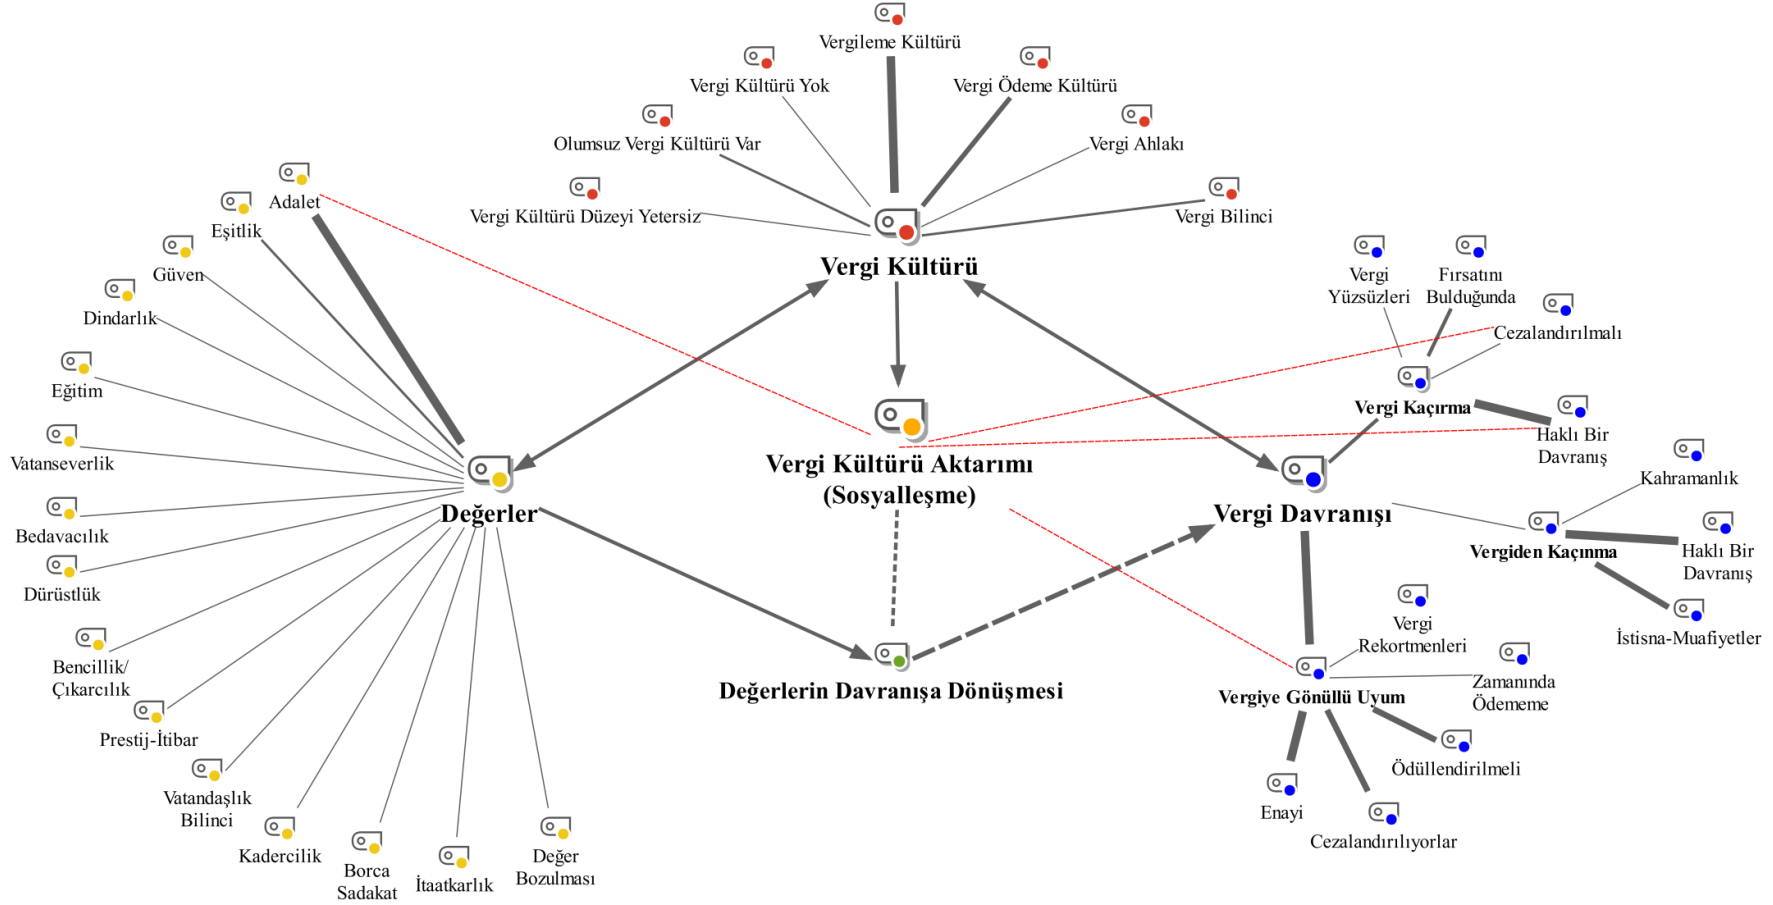 Vergileme Kültürü
Vergi Kültürü Yok
Vergi Ödeme Kültürü
Olumsuz Vergi Kültürü Var
Vergi Ahlakı
Vergi Kültürü Düzeyi Yetersiz
Vergi Bilinci
Vergi Kültürü
Adalet
Eşitlik
Güven
Dindarlık
Eğitim
Vatanseverlik
Bedavacılık
Dürüstlük
Bencillik/
Çıkarcılık
Prestij-İtibar
Vatandaşlık
Bilinci
Kadercilik
Borca
Sadakat
İtaatkarlık
Değer
Bozulması
Değerler
Vergi Kültürü Aktarımı
(Sosyalleşme)
Değerlerin Davranışa Dönüşmesi
Vergi Davranışı
Vergi
Yüzsüzleri
Fırsatını
Bulduğunda
Cezalandırılmalı
Vergi Kaçırma
Haklı Bir
Davranış
Kahramanlık
Vergiden Kaçınma
Haklı Bir
Davranış
İstisna-Muafiyetler
Vergi
Rekortmenleri
Vergiye Gönüllü Uyum
Zamanında
Ödememe
Ödüllendirilmeli
Enayi
Cezalandırılıyorlar